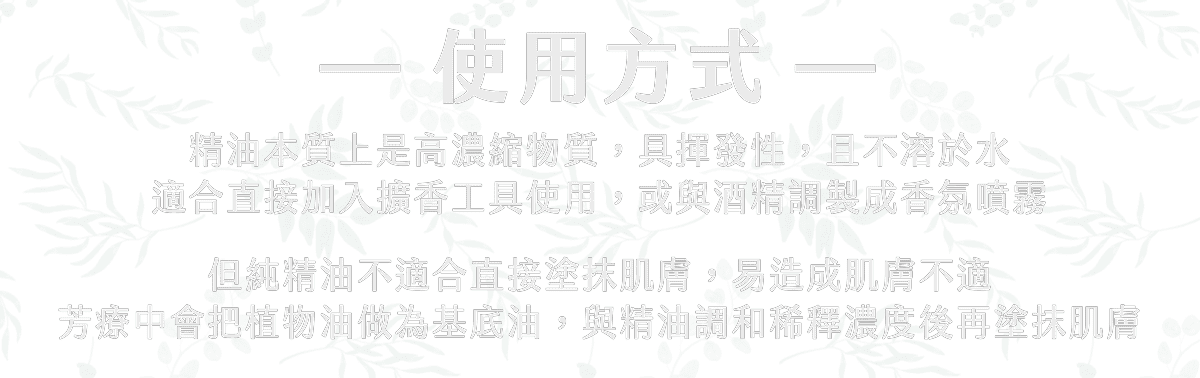 使用方式
精油本質上是高濃縮物質，具揮發性，且不溶於水
適合直接加入擴香工具使用，或與酒精調製成香氛噴霧
但純精油不適合直接塗抹肌膚，易造成肌膚不適
芳療中會把植物油做為基底油，與精油調和稀釋濃度後再塗抹肌膚